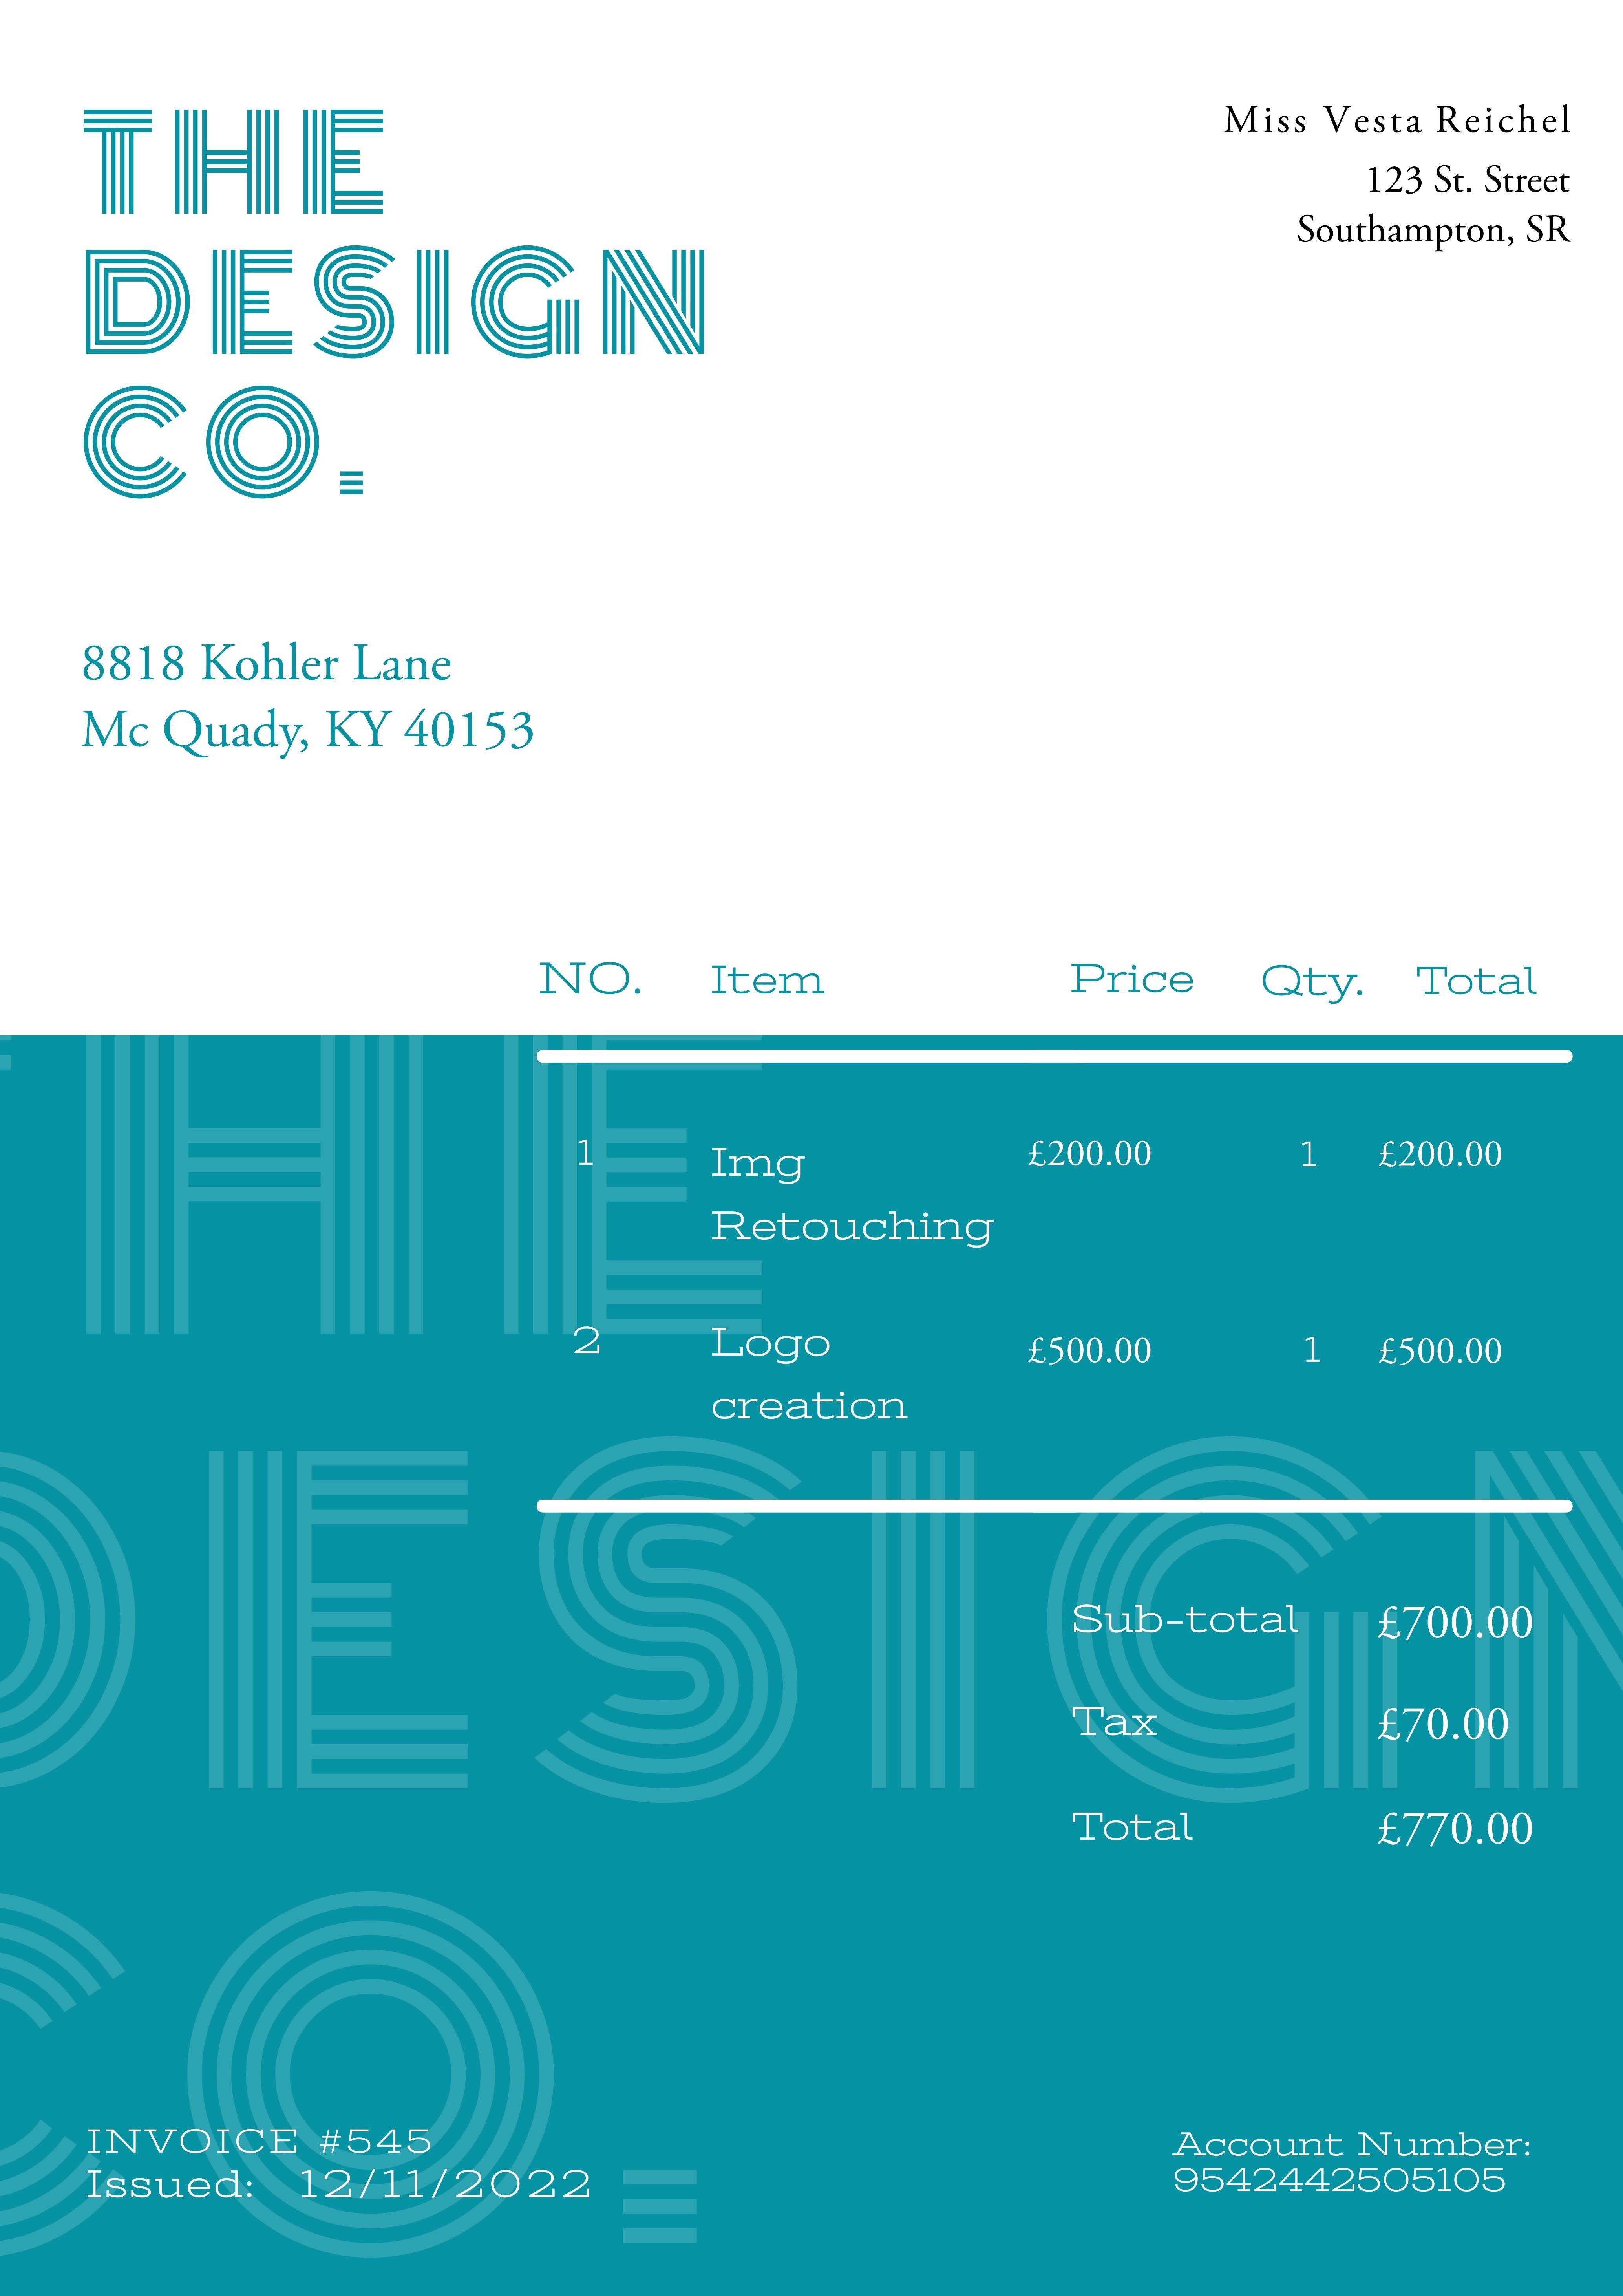 THE
DESIGN
CO.
Miss Vesta Reichel
123 St. Street
Southampton, SR
8818 Kohler Lane
Mc Quady, KY 40153
NO. Item Price Qty. Total
1 Img Retouching £200.00 1 £200.00
2 Logo creation £500.00 1 £500.00
Sub-total £700.00
Tax £70.00
Total £770.00
THE
DESIGN
CO.
INVOICE #545
Issued: 12/11/2022
Account Number:
9542442505105